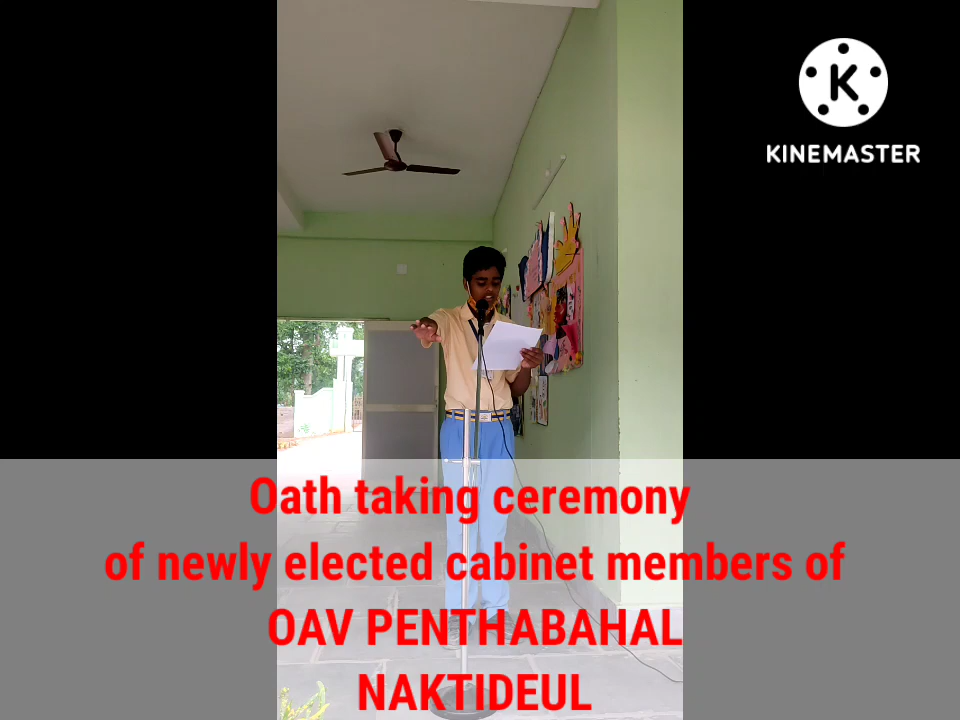 KINEMASTER
Oath taking ceremony
of newly elected cabinet members of
OAV PENTHABAHAL
NAKTIDEUL